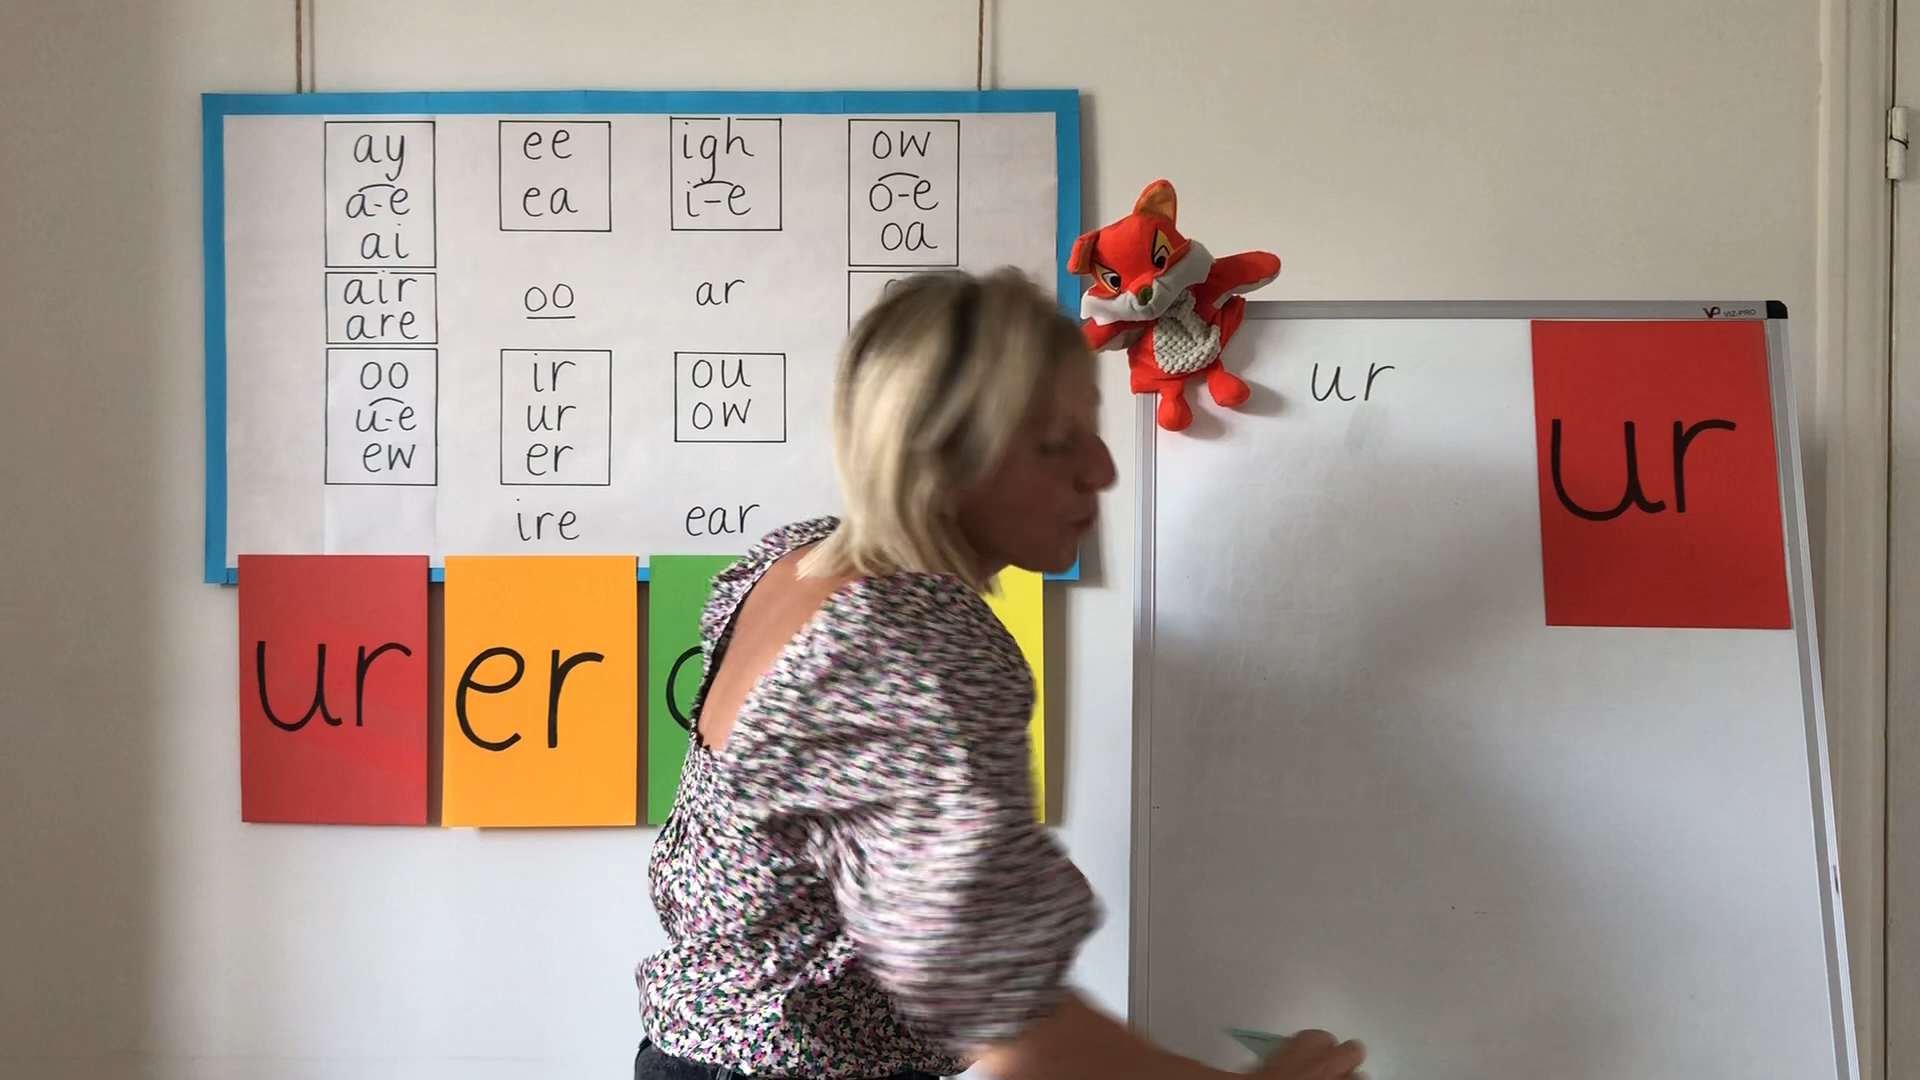 ay
a-e
ai
ee
ea
igh
i-e
ow
o-e
oa
air
are
oo
ar
oo
u-e
ew
ir
ur
er
ou
ow
ire
ear
ur
er
VIZ-PRO
ur
ur